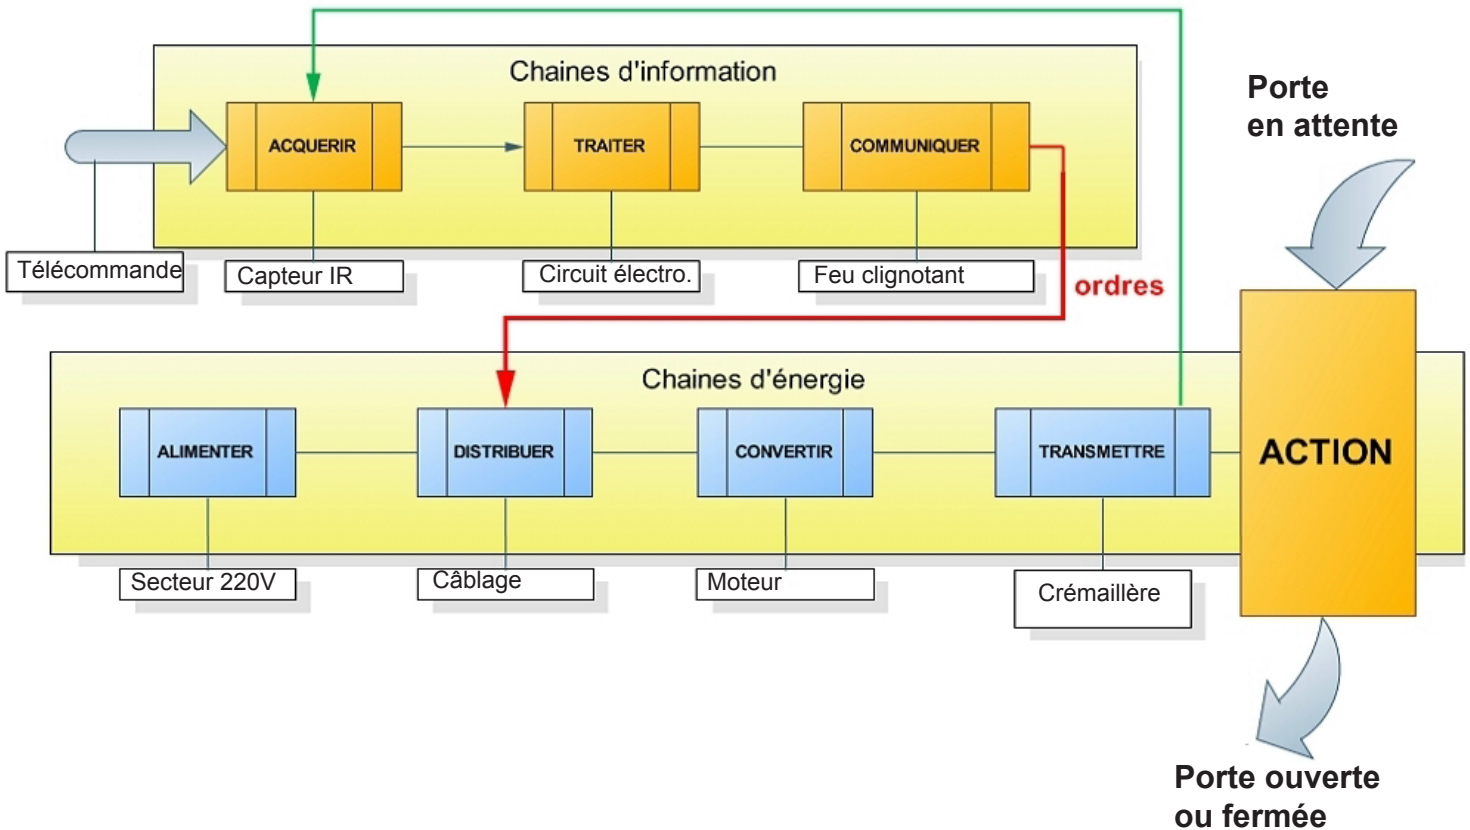 Chaines d'information
Porte
en attente
ACQUERIR
TRAITER
COMMUNIQUER
Télécommande
Capteur IR
Circuit électro.
Feu clignotant
ordres
Chaines d'énergie
ALIMENTER
DISTRIBUER
CONVERTIR
TRANSMETTRE
ACTION
Secteur 220V
Câblage
Moteur
Crémaillère
Porte ouverte
ou fermée